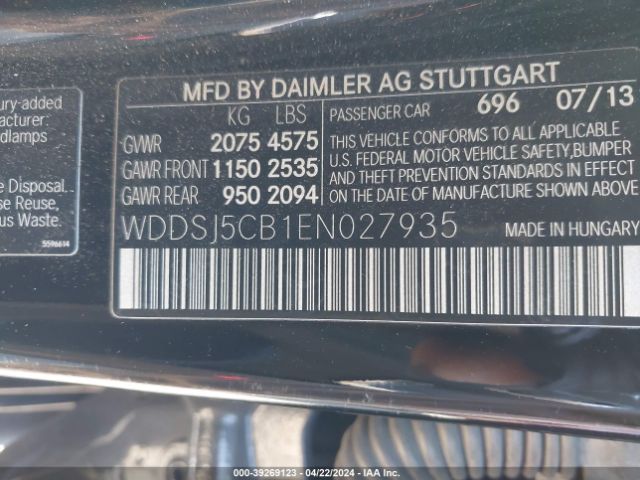 ury-added
acturer:
adlamps
e Disposal.
e Reuse,
us Waste.
5596614
MFD BY DAIMLER AG STUTTGART
KG LBS
GVWR 2075 4575
GAWR FRONT 1150 2535
GAWR REAR 950 2094
PASSENGER CAR 696 07/13
THIS VEHICLE CONFORMS TO ALL APPLICABLE
U.S. FEDERAL MOTOR VEHICLE SAFETY,BUMPER
AND THEFT PREVENTION STANDARDS IN EFFECT
ON THE DATE OF MANUFACTURE SHOWN ABOVE
WDDSJ5CB1EN027935
MADE IN HUNGARY
000-39269123 - 04/22/2024 - IAA Inc.